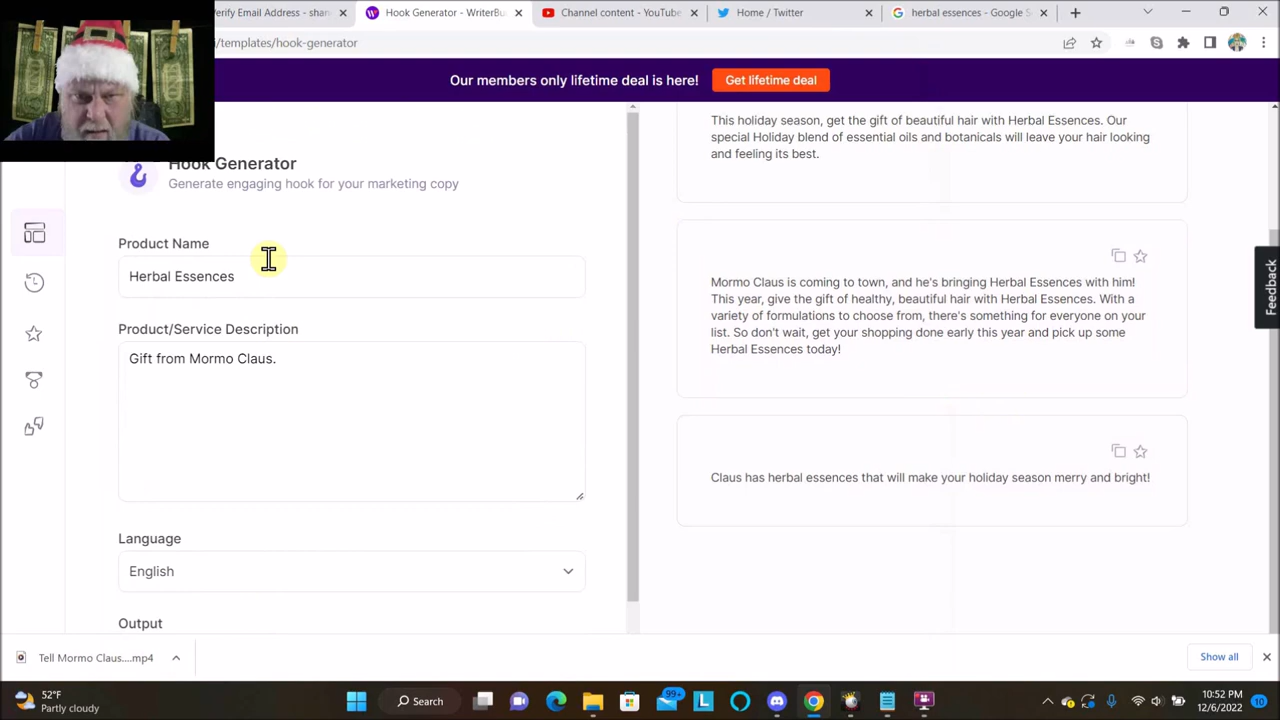 erify Email Address - shar
Hook Generator - WriterBu
Channel content - YouTube
Home / Twitter
herbal essences - Google S
i/templates/hook-generator
Our members only lifetime deal is here!
Get lifetime deal
Hook Generator
Generate engaging hook for your marketing copy
Product Name
Herbal Essences
Product/Service Description
Gift from Mormo Claus.
Language
English
Output
This holiday season, get the gift of beautiful hair with Herbal Essences. Our
special Holiday blend of essential oils and botanicals will leave your hair looking
and feeling its best.
Mormo Claus is coming to town, and he's bringing Herbal Essences with him!
This year, give the gift of healthy, beautiful hair with Herbal Essences. With a
variety of formulations to choose from, there's something for everyone on your
list. So don't wait, get your shopping done early this year and pick up some
Herbal Essences today!
Claus has herbal essences that will make your holiday season merry and bright!
Feedback
Tell Mormo Claus....mp4
Show all
52°F
Partly cloudy
Search
99+
10:52 PM
12/6/2022
10